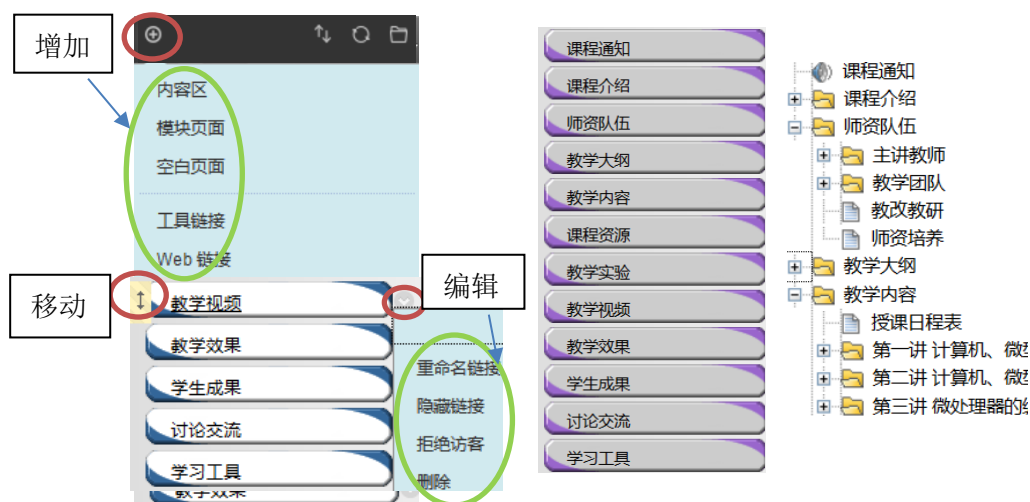 增加
内容区
模块页面
空白页面
工具链接
Web 链接
移动
教学视频
教学效果
学生成果
讨论交流
学习工具
教学效果
编辑
重命名链接
隐藏链接
拒绝访客
删除
课程通知
课程介绍
师资队伍
教学大纲
教学内容
课程资源
教学实验
教学视频
教学效果
学生成果
讨论交流
学习工具
课程通知
课程介绍
师资队伍
主讲教师
教学团队
教改教研
师资培养
教学大纲
教学内容
授课日程表
第一讲 计算机、微
第二讲 计算机、微
第三讲 微处理器的